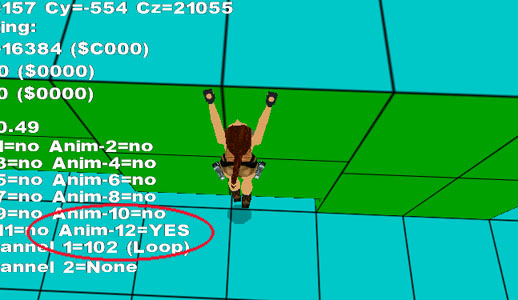 157 Cy=-554 Cz=21055
ing:
-16384 ($C000)
0 ($0000)
0 ($0000)
0.49
1=no Anim-2=no
3=no Anim-4=no
5=no Anim-6=no
7=no Anim-8=no
9=no Anim-10=no
11=no Anim-12=YES
annel 1=102 (Loop)
annel 2=None